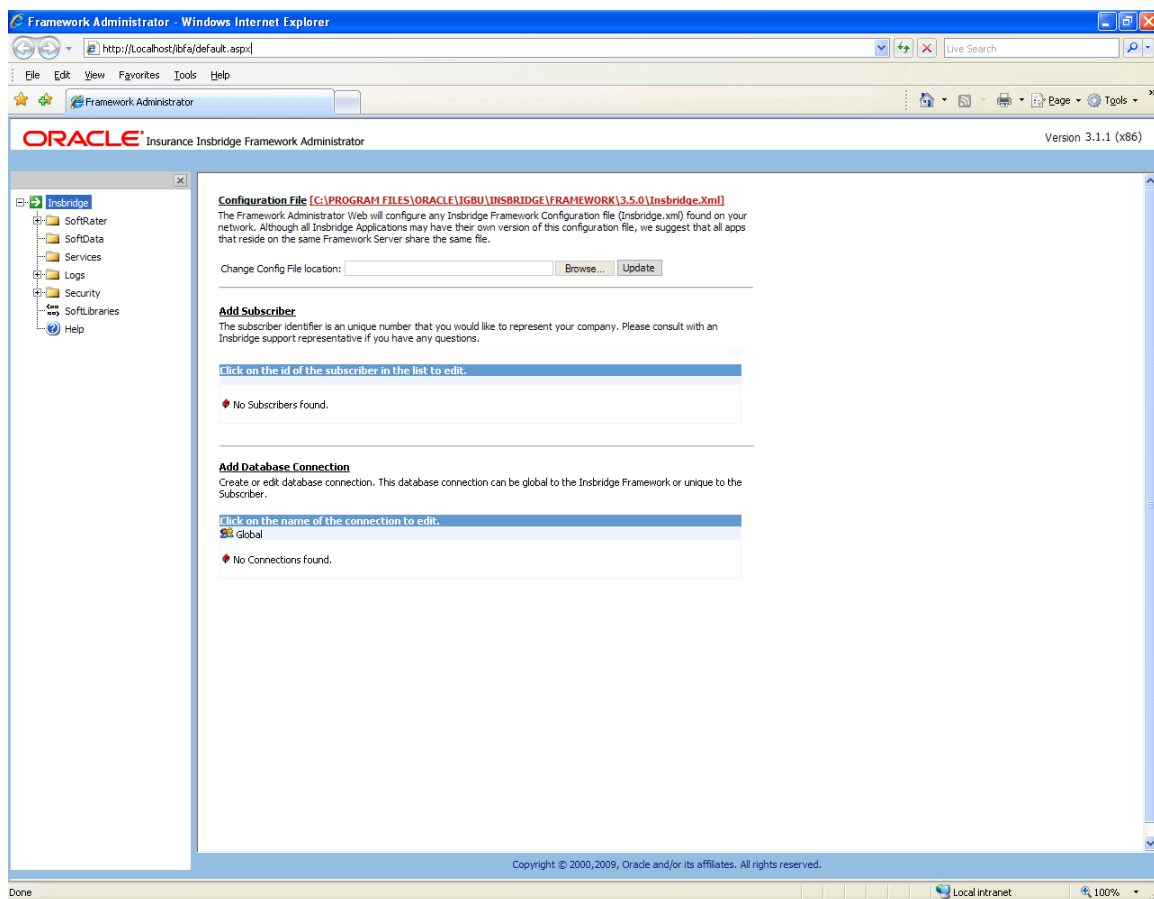 Framework Administrator - Windows Internet Explorer
http://Localhost/ibfa/default.aspx
Live Search
File Edit View Favorites Tools Help
Framework Administrator
Page Tools
ORACLE Insurance Insbridge Framework Administrator
Version 3.1.1 (x86)
Insbridge
SoftRater
SoftData
Services
Logs
Security
SoftLibraries
Help
Configuration File [C:\PROGRAM FILES\ORACLE\IGBU\INSBRIDGE\FRAMEWORK\3.5.0\Insbridge.Xml]
The Framework Administrator Web will configure any Insbridge Framework Configuration file (Insbridge.xml) found on your
network. Although all Insbridge Applications may have their own version of this configuration file, we suggest that all apps
that reside on the same Framework Server share the same file.
Change Config File location: Browse... Update
Add Subscriber
The subscriber identifier is an unique number that you would like to represent your company. Please consult with an
Insbridge support representative if you have any questions.
Click on the id of the subscriber in the list to edit.
No Subscribers found.
Add Database Connection
Create or edit database connection. This database connection can be global to the Insbridge Framework or unique to the
Subscriber.
Click on the name of the connection to edit.
Global
No Connections found.
Copyright © 2000,2009, Oracle and/or its affiliates. All rights reserved.
Done
Local intranet
100%